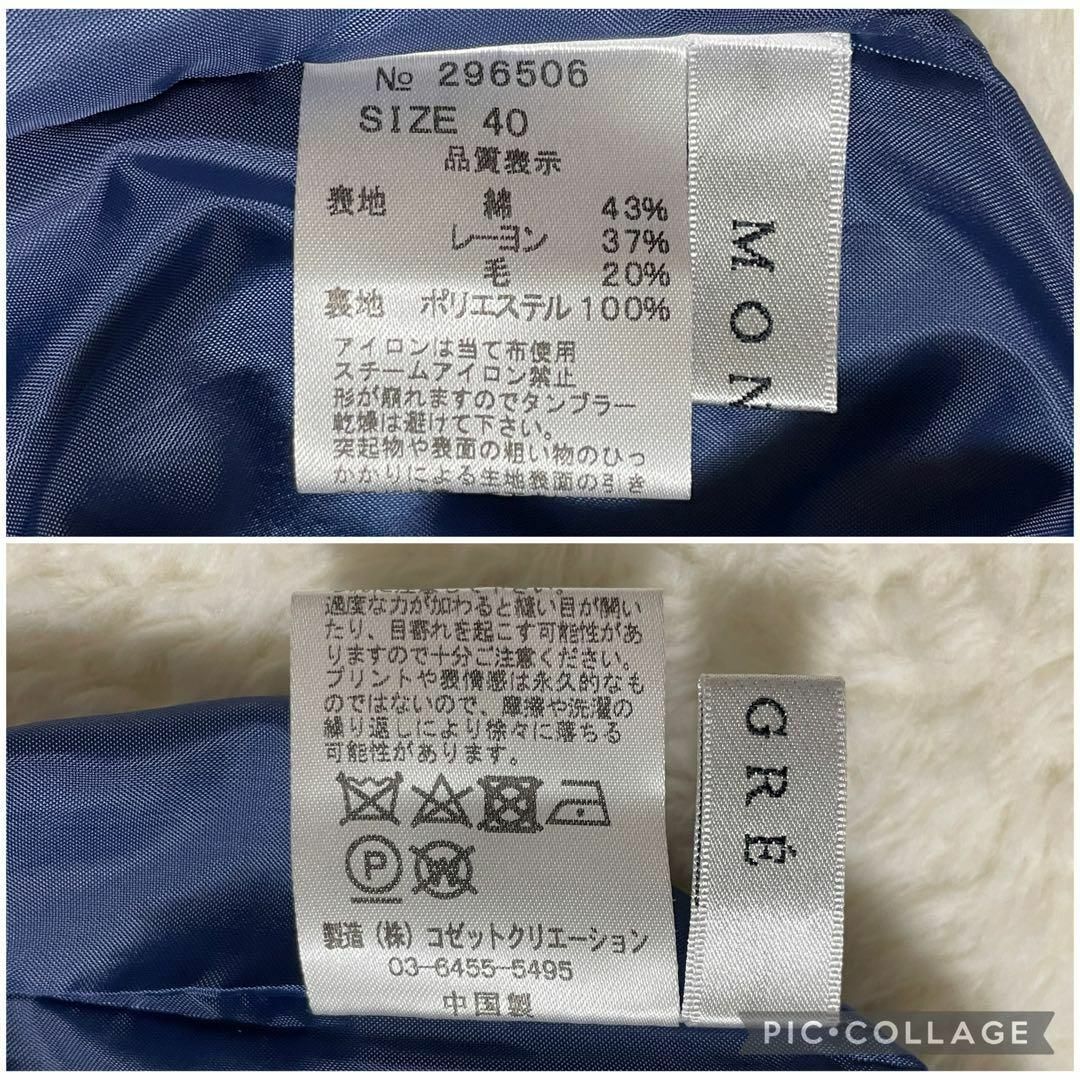 № 296506
SIZE 40
品質表示
表地 綿 43%
レーヨン 37%
毛 20%
裏地 ポリエステル 100%
アイロンは当て布使用
スチームアイロン禁止
形が崩れますのでタンブラー
乾燥は避けて下さい。
突起物や表面の粗い物のひっ
かかりによる生地表面の引き
MON
過度な力が加わると縫い目が開い
たり、目寄れを起こす可能性があ
りますので十分ご注意ください。
プリントや表情感は永久的なも
のではないので、摩擦や洗濯の
繰り返しにより徐々に落ちる
可能性があります。
P W
製造（株）コゼットクリエーション
03-6455-5495
中国製
GRÉ
PIC•COLLAGE